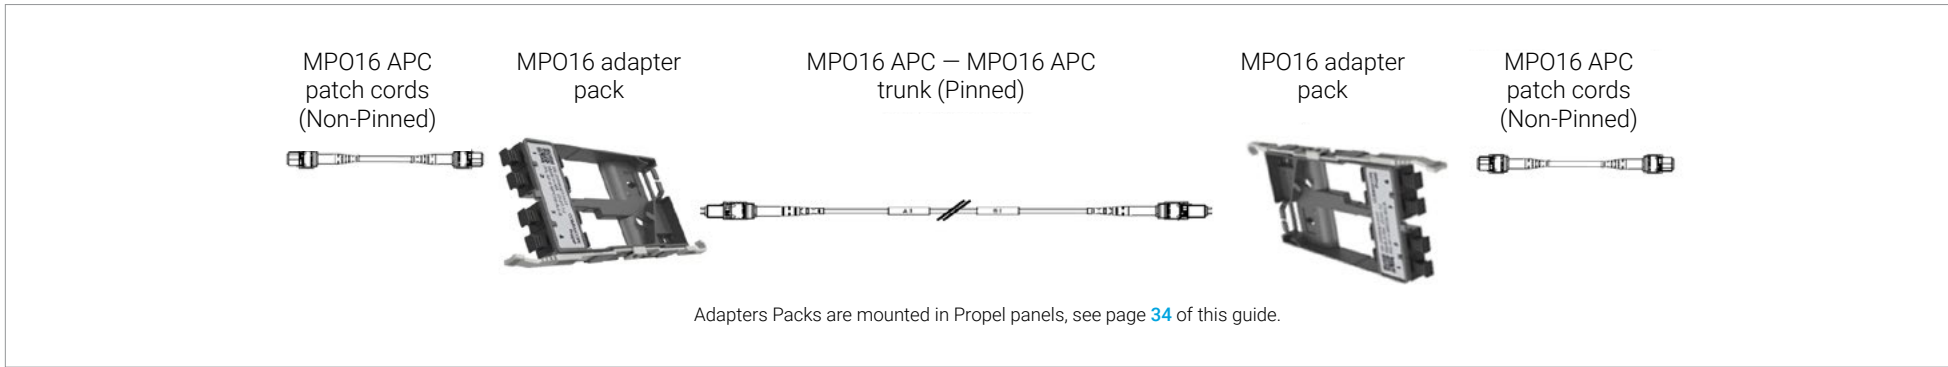 MPO16 APC
patch cords
(Non-Pinned)
MPO16 adapter
pack
MPO16 APC — MPO16 APC
trunk (Pinned)
MPO16 adapter
pack
MPO16 APC
patch cords
(Non-Pinned)
Adapters Packs are mounted in Propel panels, see page 34 of this guide.